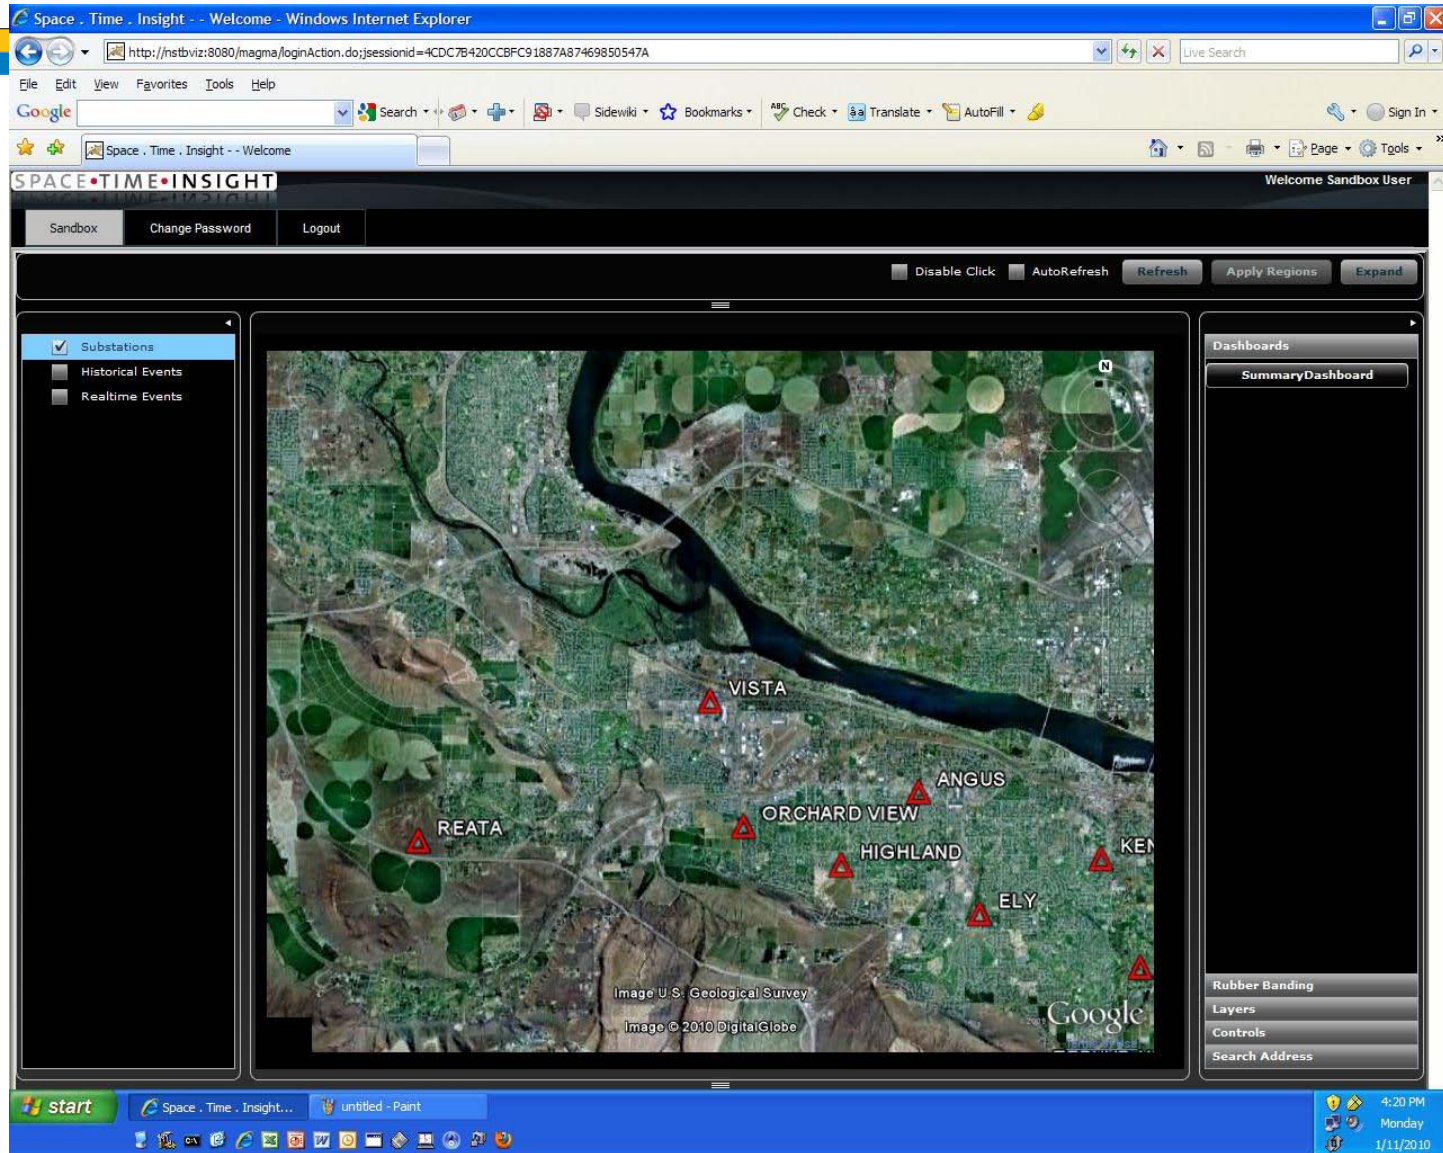 Space . Time . Insight - - Welcome - Windows Internet Explorer
http://nstbviz:8080/magma/loginAction.do;jsessionid=4CDC7B420CCBFC91887A87469850547A
Live Search
File Edit View Favorites Tools Help
Google Search Sidewiki Bookmarks ABC Check Translate AutoFill Sign In
Space . Time . Insight - - Welcome
Page Tools
SPACE•TIME•INSIGHT
Welcome Sandbox User
Sandbox Change Password Logout
Disable Click AutoRefresh Refresh Apply Regions Expand
Substations
Historical Events
Realtime Events
Dashboards
SummaryDashboard
N
VISTA
ANGUS
ORCHARD VIEW
REATA
HIGHLAND
KEN
ELY
Image U.S. Geological Survey
Image © 2010 DigitalGlobe
©2009 Google
Terms of Use
Rubber Banding
Layers
Controls
Search Address
start Space . Time . Insight... untitled - Paint
4:20 PM
Monday
1/11/2010